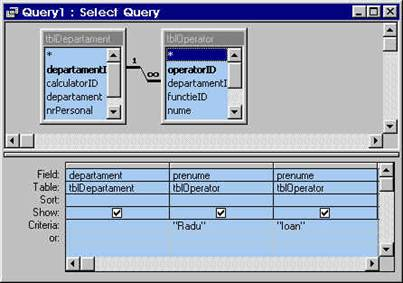 Query1 : Select Query
tblDepartament
*
departamentI
calculatorID
departament
nrPersonal
1
∞
tblOperator
*
operatorID
departamentI
functieID
nume
Field: departament prenume prenume
Table: tblDepartament tblOperator tblOperator
Sort:
Show:
Criteria: "Radu" "Ioan"
or: